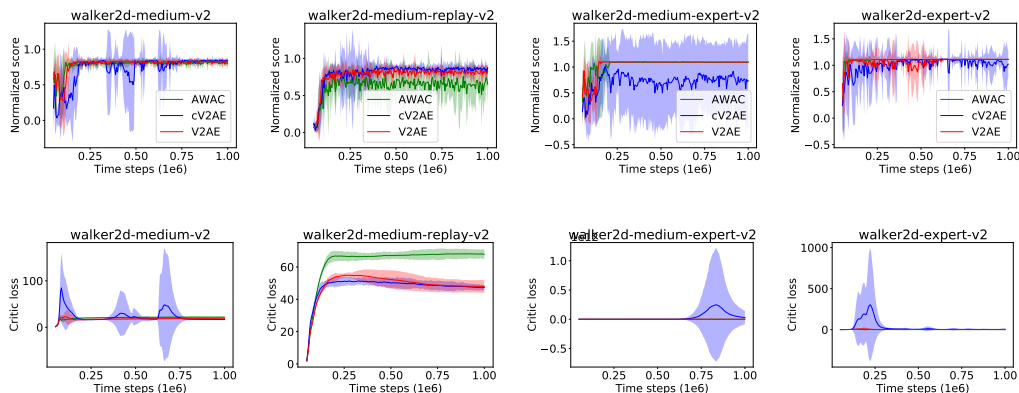 walker2d-medium-v2
walker2d-medium-replay-v2
walker2d-medium-expert-v2
walker2d-expert-v2
Normalized score
1.0
0.5
0.0
AWAC
cV2AE
V2AE
0.25 0.50 0.75 1.00
Time steps (1e6)
Normalized score
1.0
0.5
0.0
AWAC
cV2AE
V2AE
0.25 0.50 0.75 1.00
Time steps (1e6)
Normalized score
1.5
1.0
0.5
0.0
−0.5
AWAC
cV2AE
V2AE
0.25 0.50 0.75 1.00
Time steps (1e6)
Normalized score
1.5
1.0
0.5
0.0
−0.5
AWAC
cV2AE
V2AE
0.25 0.50 0.75 1.00
Time steps (1e6)
walker2d-medium-v2
walker2d-medium-replay-v2
walker2d-medium-expert-v2
walker2d-expert-v2
Critic loss
100
0
0.25 0.50 0.75 1.00
Time steps (1e6)
Critic loss
60
40
20
0
0.25 0.50 0.75 1.00
Time steps (1e6)
Critic loss
1.0
0.5
0.0
−0.5
0.25 0.50 0.75 1.00
Time steps (1e6)
Critic loss
1000
500
0
0.25 0.50 0.75 1.00
Time steps (1e6)